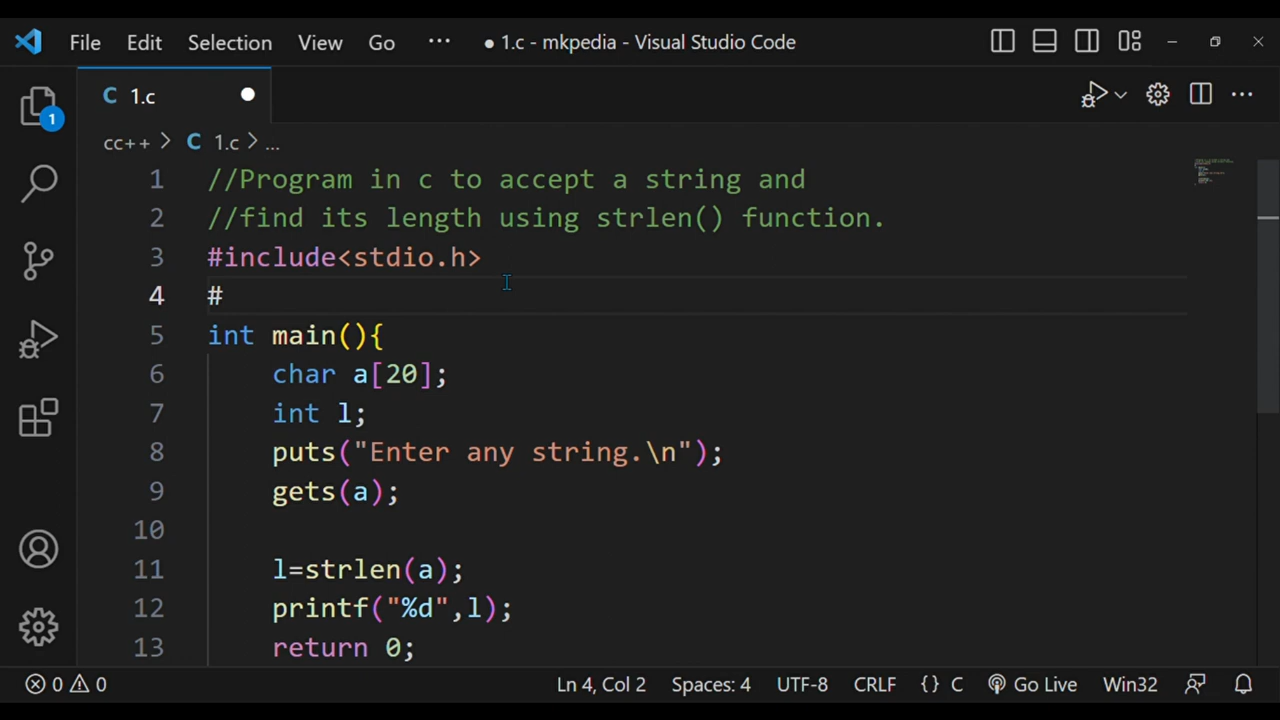 File Edit Selection View Go ··· ● 1.c - mkpedia - Visual Studio Code
C 1.c
1
cc++ > C 1.c > ...
1 //Program in c to accept a string and
2 //find its length using strlen() function.
3 #include<stdio.h>
4 #
5 int main(){
6 char a[20];
7 int l;
8 puts("Enter any string.\n");
9 gets(a);
10
11 l=strlen(a);
12 printf("%d",l);
13 return 0;
0 0 Ln 4, Col 2 Spaces: 4 UTF-8 CRLF {} C Go Live Win32